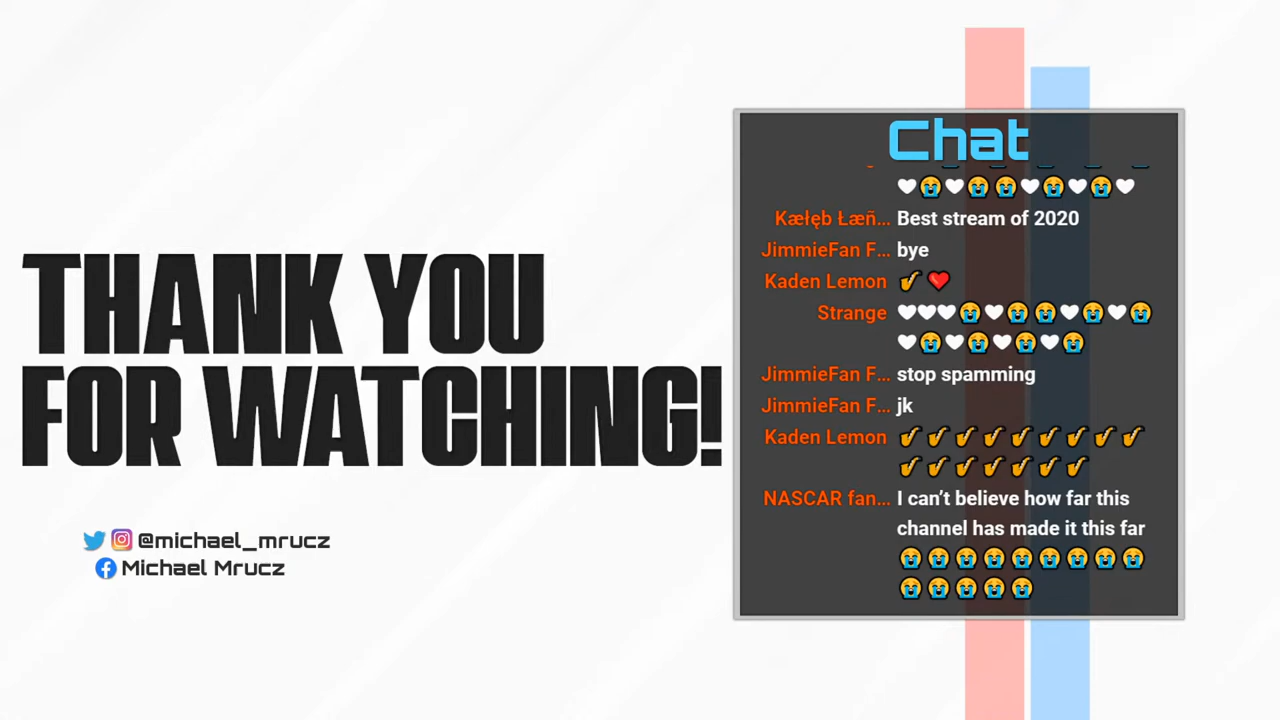 THANK YOU
FOR WATCHING!
@michael_mrucz
Michael Mrucz
Chat
🤍😭🤍😭😭🤍😭🤍😭🤍
Kæłęb Łæñ… Best stream of 2020
JimmieFan F… bye
Kaden Lemon 🎷❤️
Strange 🤍🤍🤍😭🤍😭😭🤍😭🤍😭
🤍😭🤍😭🤍😭🤍😭
JimmieFan F… stop spamming
JimmieFan F… jk
Kaden Lemon 🎷🎷🎷🎷🎷🎷🎷🎷🎷
🎷🎷🎷🎷🎷🎷🎷
NASCAR fan… I can’t believe how far this
channel has made it this far
😭😭😭😭😭😭😭😭😭
😭😭😭😭😭